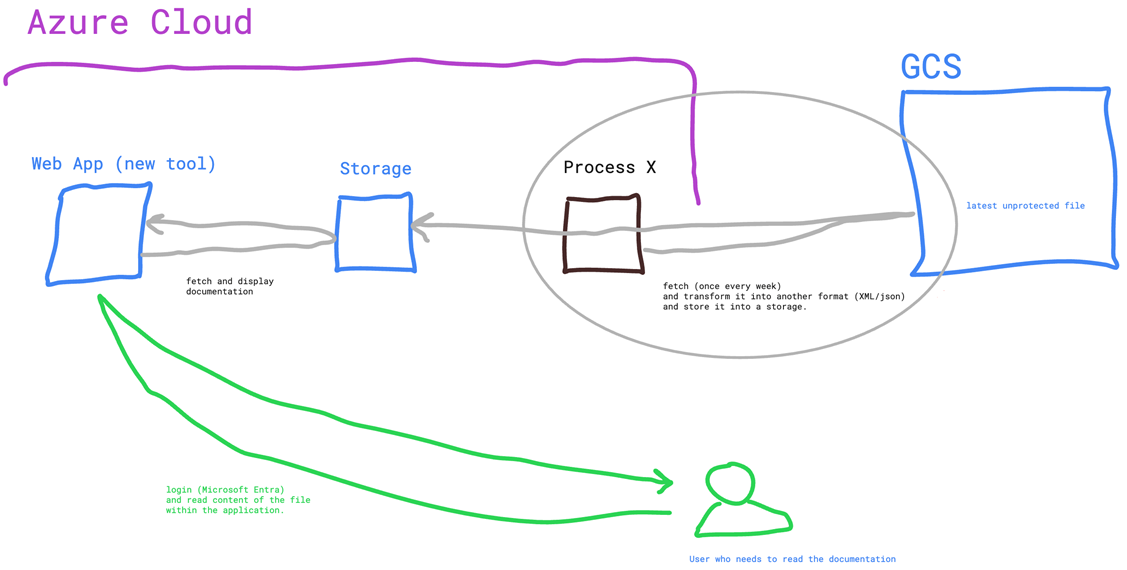 Azure Cloud
GCS
Web App (new tool)
Storage
Process X
latest unprotected file
fetch and display
documentation
fetch (once every week)
and transform it into another format (XML/json)
and store it into a storage.
login (Microsoft Entra)
and read content of the file
within the application.
User who needs to read the documentation